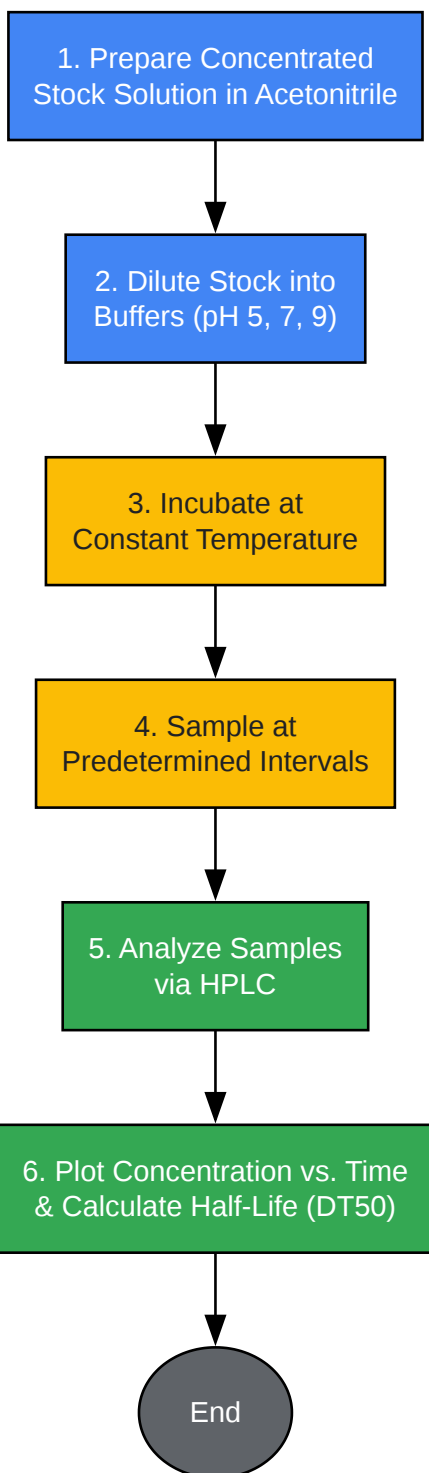 1. Prepare Concentrated
Stock Solution in Acetonitrile
2. Dilute Stock into
Buffers (pH 5, 7, 9)
3. Incubate at
Constant Temperature
4. Sample at
Predetermined Intervals
5. Analyze Samples
via HPLC
6. Plot Concentration vs. Time
& Calculate Half-Life (DT50)
End